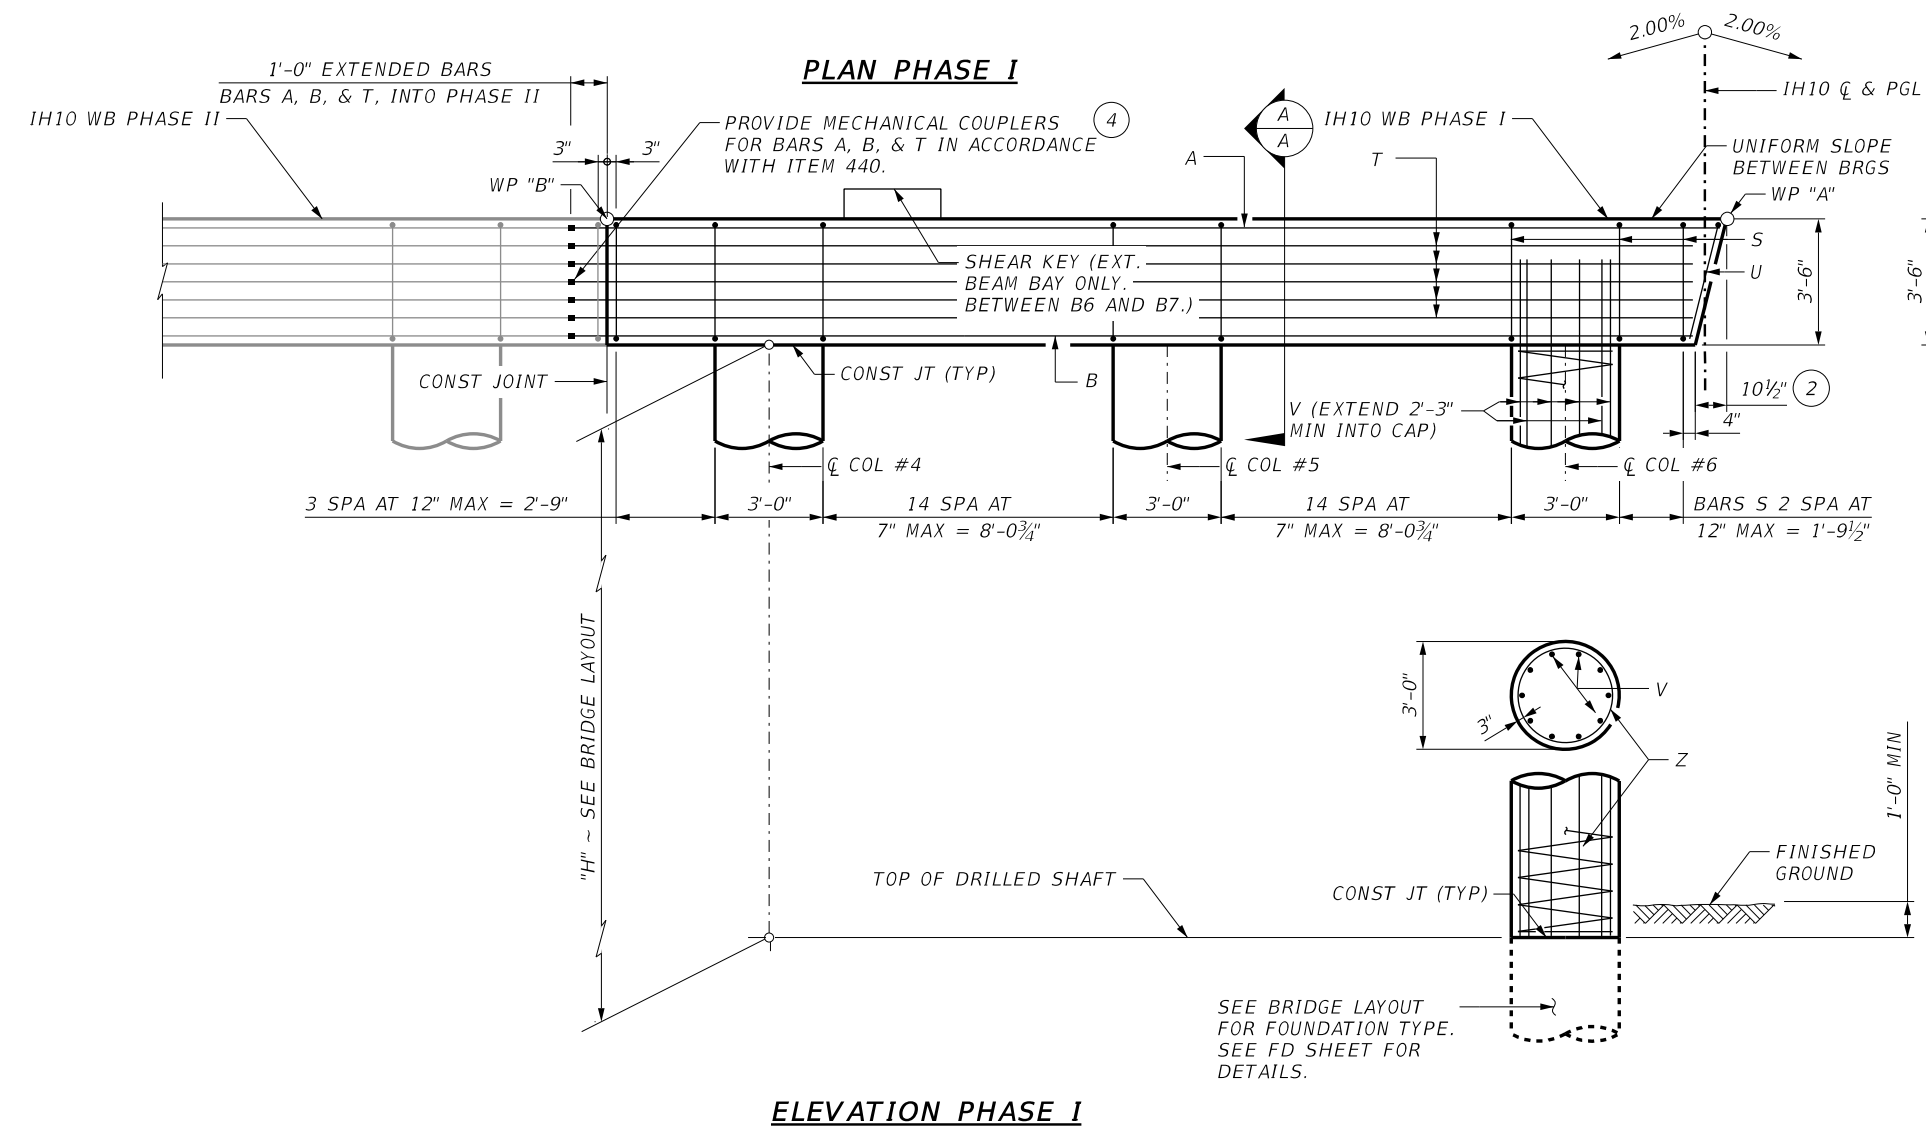 PLAN PHASE I
2.00%
2.00%
1'-0" EXTENDED BARS
BARS A, B, & T, INTO PHASE II
IH10 WB PHASE II
3"
3"
WP "B"
PROVIDE MECHANICAL COUPLERS
FOR BARS A, B, & T IN ACCORDANCE
WITH ITEM 440.
4
A
A
A
IH10 WB PHASE I
T
IH10 ℄ & PGL
UNIFORM SLOPE
BETWEEN BRGS
WP "A"
SHEAR KEY (EXT.
BEAM BAY ONLY.
BETWEEN B6 AND B7.)
S
U
3'-6"
3'-6"
CONST JOINT
CONST JT (TYP)
B
V (EXTEND 2'-3"
MIN INTO CAP)
10½"
2
4"
℄ COL #4
℄ COL #5
℄ COL #6
3 SPA AT 12" MAX = 2'-9"
3'-0"
14 SPA AT
7" MAX = 8'-0¾"
3'-0"
14 SPA AT
7" MAX = 8'-0¾"
3'-0"
BARS S 2 SPA AT
12" MAX = 1'-9½"
"H" ~ SEE BRIDGE LAYOUT
3'-0"
3"
V
Z
1'-0" MIN
FINISHED
GROUND
TOP OF DRILLED SHAFT
CONST JT (TYP)
SEE BRIDGE LAYOUT
FOR FOUNDATION TYPE.
SEE FD SHEET FOR
DETAILS.
ELEVATION PHASE I